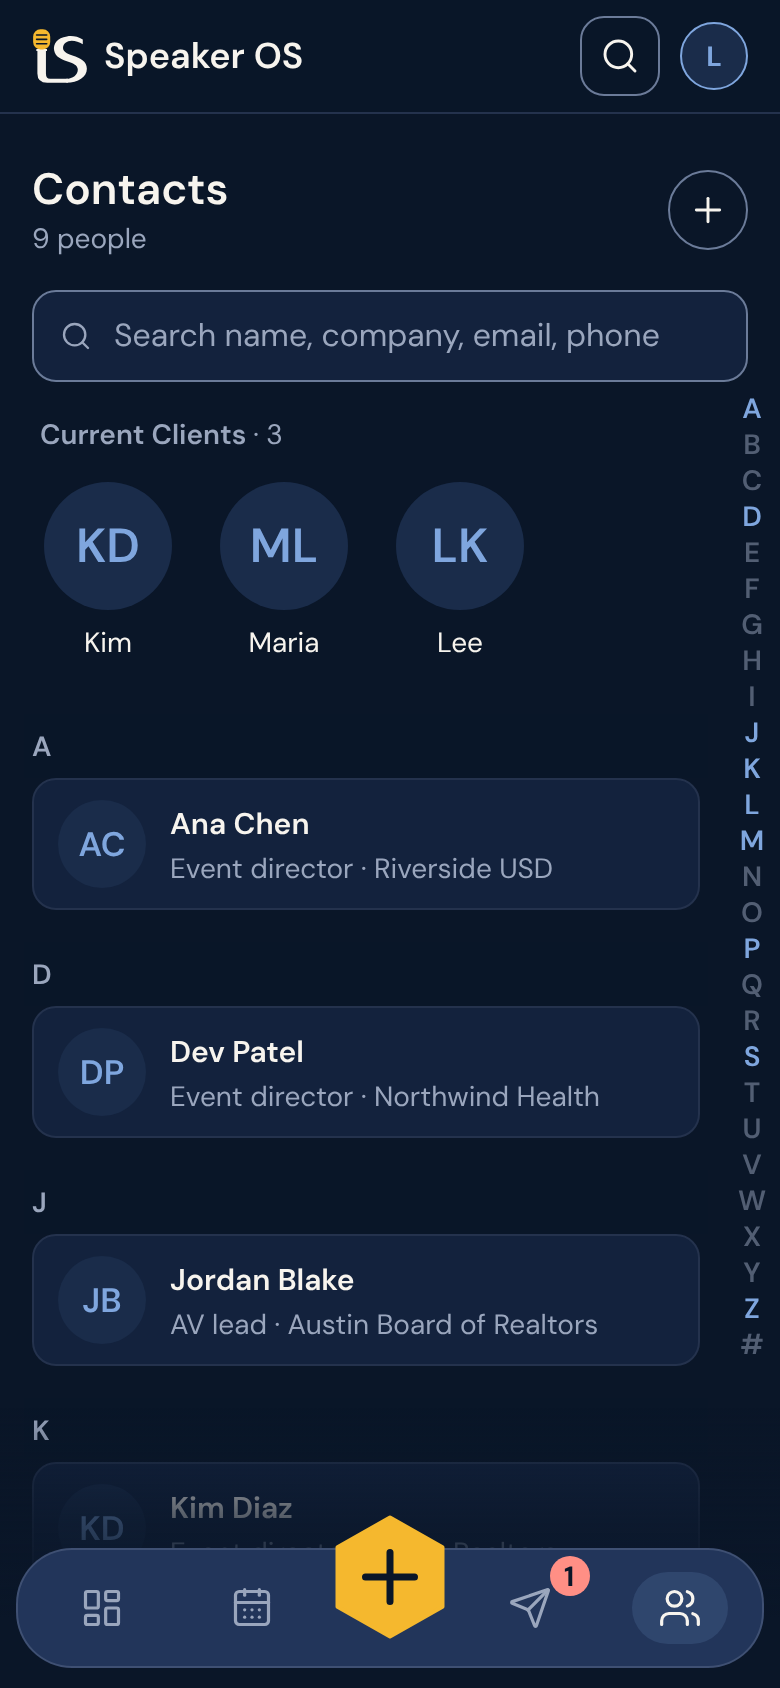 Speaker OS
L
Contacts
9 people
Search name, company, email, phone
Current Clients · 3
KD
ML
LK
Kim
Maria
Lee
A
AC
Ana Chen
Event director · Riverside USD
D
DP
Dev Patel
Event director · Northwind Health
J
JB
Jordan Blake
AV lead · Austin Board of Realtors
K
KD
Kim Diaz
1
A
B
C
D
E
F
G
H
I
J
K
L
M
N
O
P
Q
R
S
T
U
V
W
X
Y
Z
#